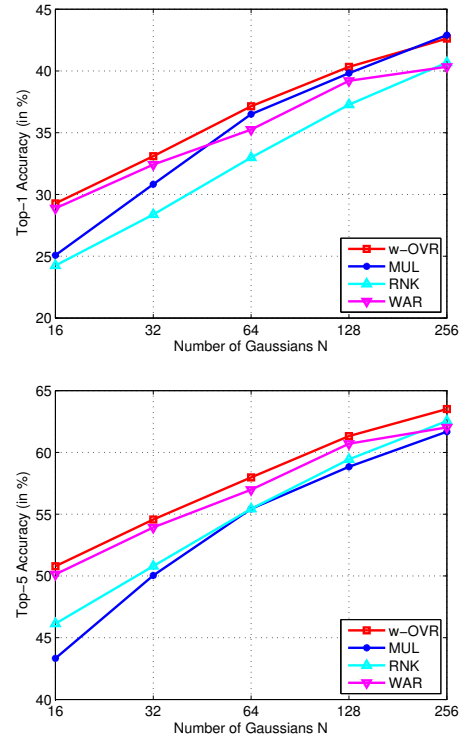 45
40
35
30
25
20
Top-1 Accuracy (in %)
w-OVR
MUL
RNK
WAR
16 32 64 128 256
Number of Gaussians N
65
60
55
50
45
40
Top-5 Accuracy (in %)
w-OVR
MUL
RNK
WAR
16 32 64 128 256
Number of Gaussians N